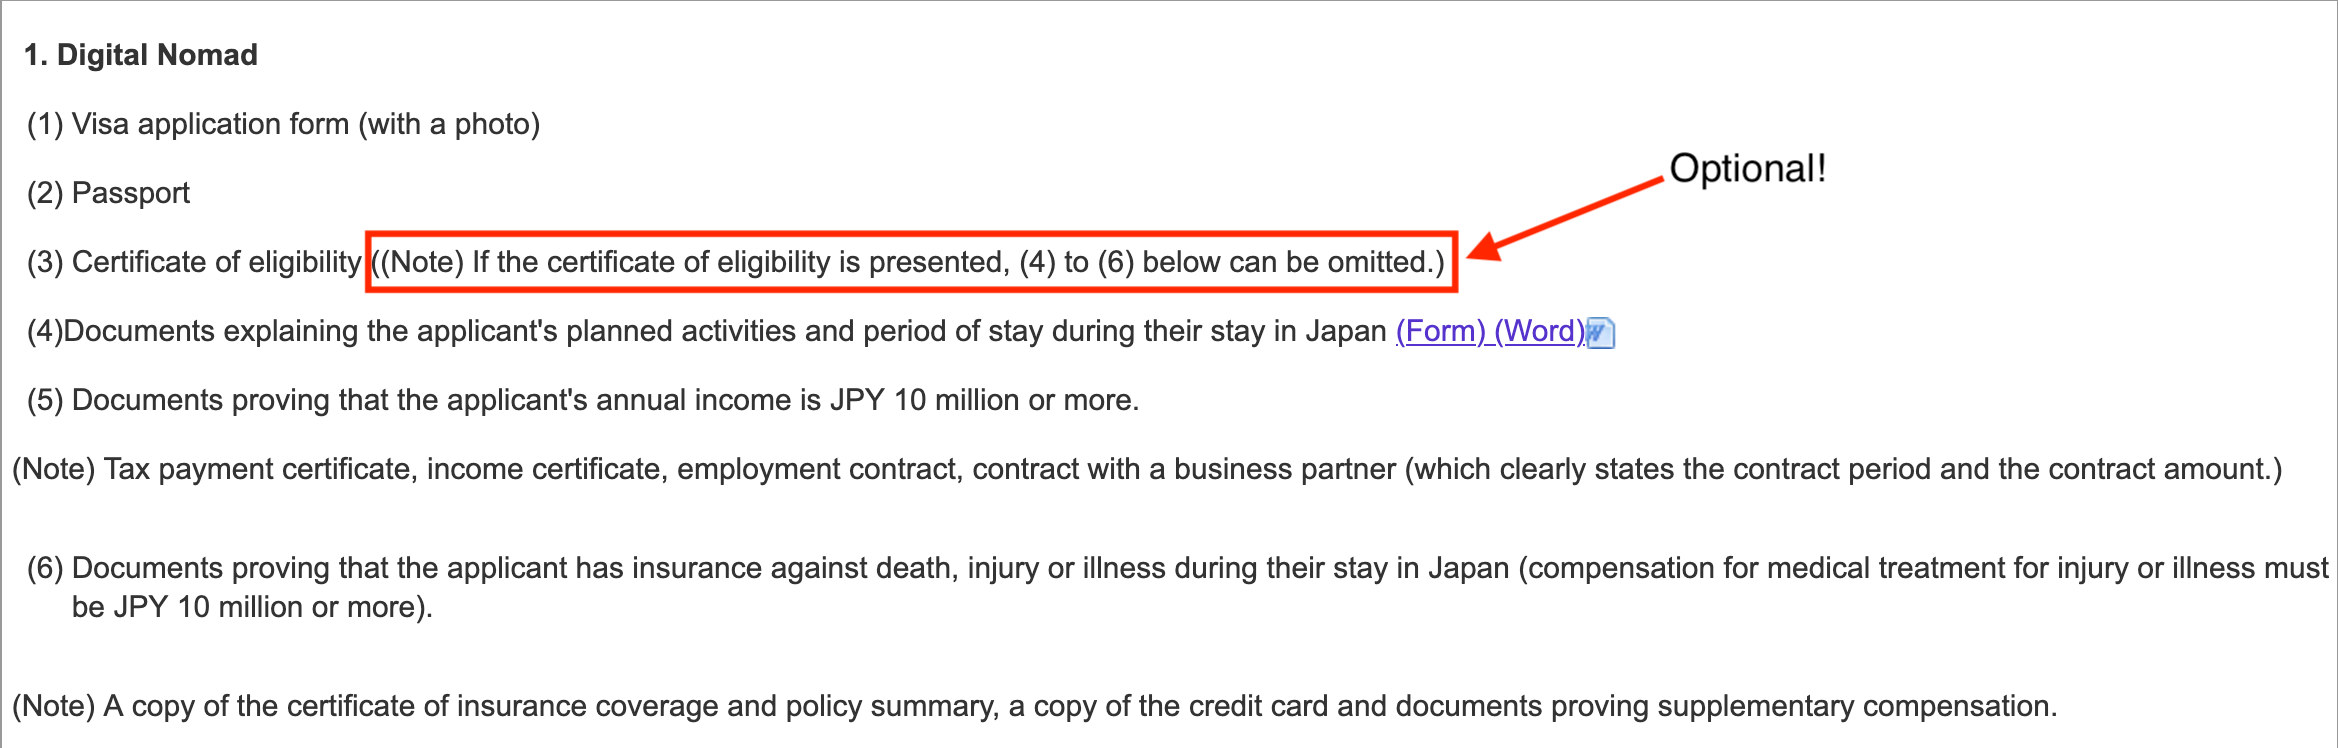 1. Digital Nomad
(1) Visa application form (with a photo)
Optional!
(2) Passport
(3) Certificate of eligibility ((Note) If the certificate of eligibility is presented, (4) to (6) below can be omitted.)
(4)Documents explaining the applicant's planned activities and period of stay during their stay in Japan (Form) (Word)
(5) Documents proving that the applicant's annual income is JPY 10 million or more.
(Note) Tax payment certificate, income certificate, employment contract, contract with a business partner (which clearly states the contract period and the contract amount.)
(6) Documents proving that the applicant has insurance against death, injury or illness during their stay in Japan (compensation for medical treatment for injury or illness must
be JPY 10 million or more).
(Note) A copy of the certificate of insurance coverage and policy summary, a copy of the credit card and documents proving supplementary compensation.